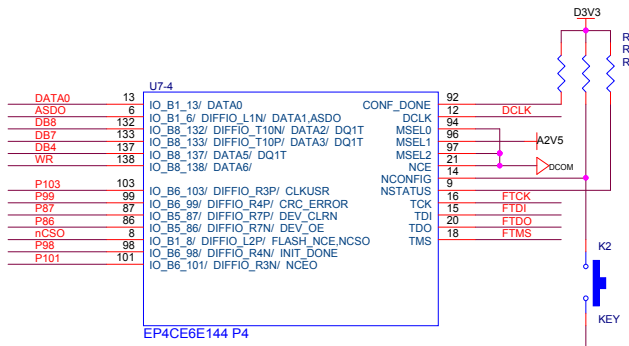 D3V3
R
R
R
U7-4
DATA0 13 IO_B1_13/ DATA0 CONF_DONE 92
ASDO 6 IO_B1_6/ DIFFIO_L1N/ DATA1,ASDO DCLK 12 DCLK
DB8 132 IO_B8_132/ DIFFIO_T10N/ DATA2/ DQ1T MSEL0 94
DB7 133 IO_B8_133/ DIFFIO_T10P/ DATA3/ DQ1T MSEL1 96 A2V5
DB4 137 IO_B8_137/ DATA5/ DQ1T MSEL2 97
WR 138 IO_B8_138/ DATA6/ NCE 21 DCOM
NCONFIG 14
P103 103 IO_B6_103/ DIFFIO_R3P/ CLKUSR NSTATUS 9
P99 99 IO_B6_99/ DIFFIO_R4P/ CRC_ERROR TCK 16 FTCK
P87 87 IO_B5_87/ DIFFIO_R7P/ DEV_CLRN TDI 15 FTDI
P86 86 IO_B5_86/ DIFFIO_R7N/ DEV_OE TDO 20 FTDO
nCSO 8 IO_B1_8/ DIFFIO_L2P/ FLASH_NCE,NCSO TMS 18 FTMS
P98 98 IO_B6_98/ DIFFIO_R4N/ INIT_DONE K2
P101 101 IO_B6_101/ DIFFIO_R3N/ NCEO
KEY
EP4CE6E144 P4